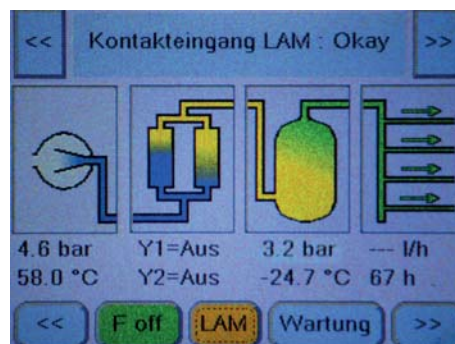 << Kontakteingang LAM : Okay >>
4.6 bar Y1=Aus 3.2 bar --- l/h
58.0 °C Y2=Aus -24.7 °C 67 h
<< F off LAM Wartung >>